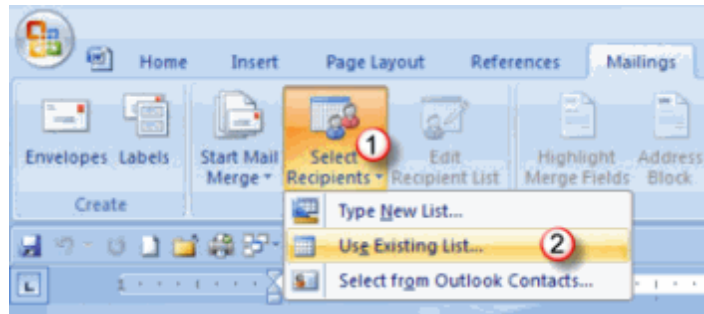 Home Insert Page Layout References Mailings
Envelopes Labels Start Mail Merge Select Recipients Edit Recipient List Highlight Merge Fields Address Block
Create
1
Type New List...
Use Existing List... 2
Select from Outlook Contacts...
L 1